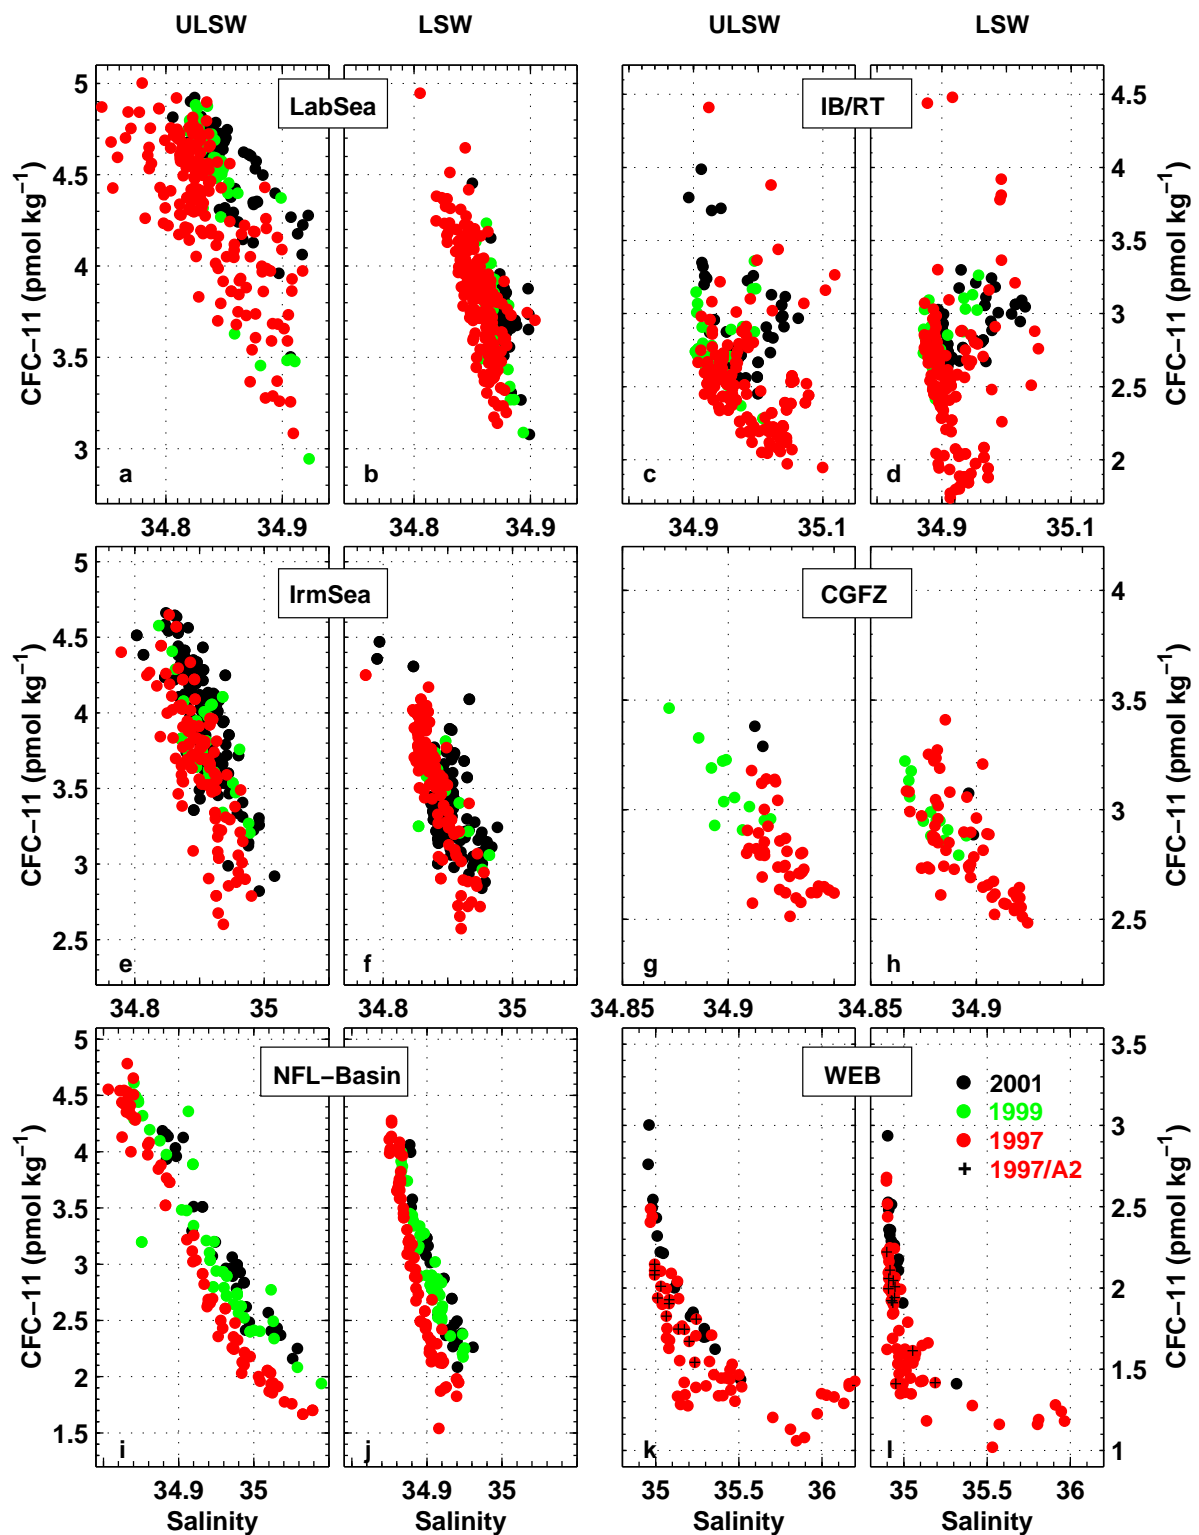 ULSW LSW ULSW LSW
5 4.5 4 3.5 3
CFC−11 (pmol kg−1)
LabSea
a b
34.8 34.9 34.8 34.9
IB/RT
c d
4.5 4 3.5 3 2.5 2
CFC−11 (pmol kg−1)
34.9 35.1 34.9 35.1
5 4.5 4 3.5 3 2.5
CFC−11 (pmol kg−1)
IrmSea
e f
34.8 35 34.8 35
CGFZ
g h
4 3.5 3 2.5
CFC−11 (pmol kg−1)
34.85 34.9 34.85 34.9
5 4.5 4 3.5 3 2.5 2 1.5
CFC−11 (pmol kg−1)
NFL−Basin
i j
34.9 35 34.9 35
Salinity Salinity
WEB
2001
1999
1997
1997/A2
k l
3.5 3 2.5 2 1.5 1
CFC−11 (pmol kg−1)
35 35.5 36 35 35.5 36
Salinity Salinity